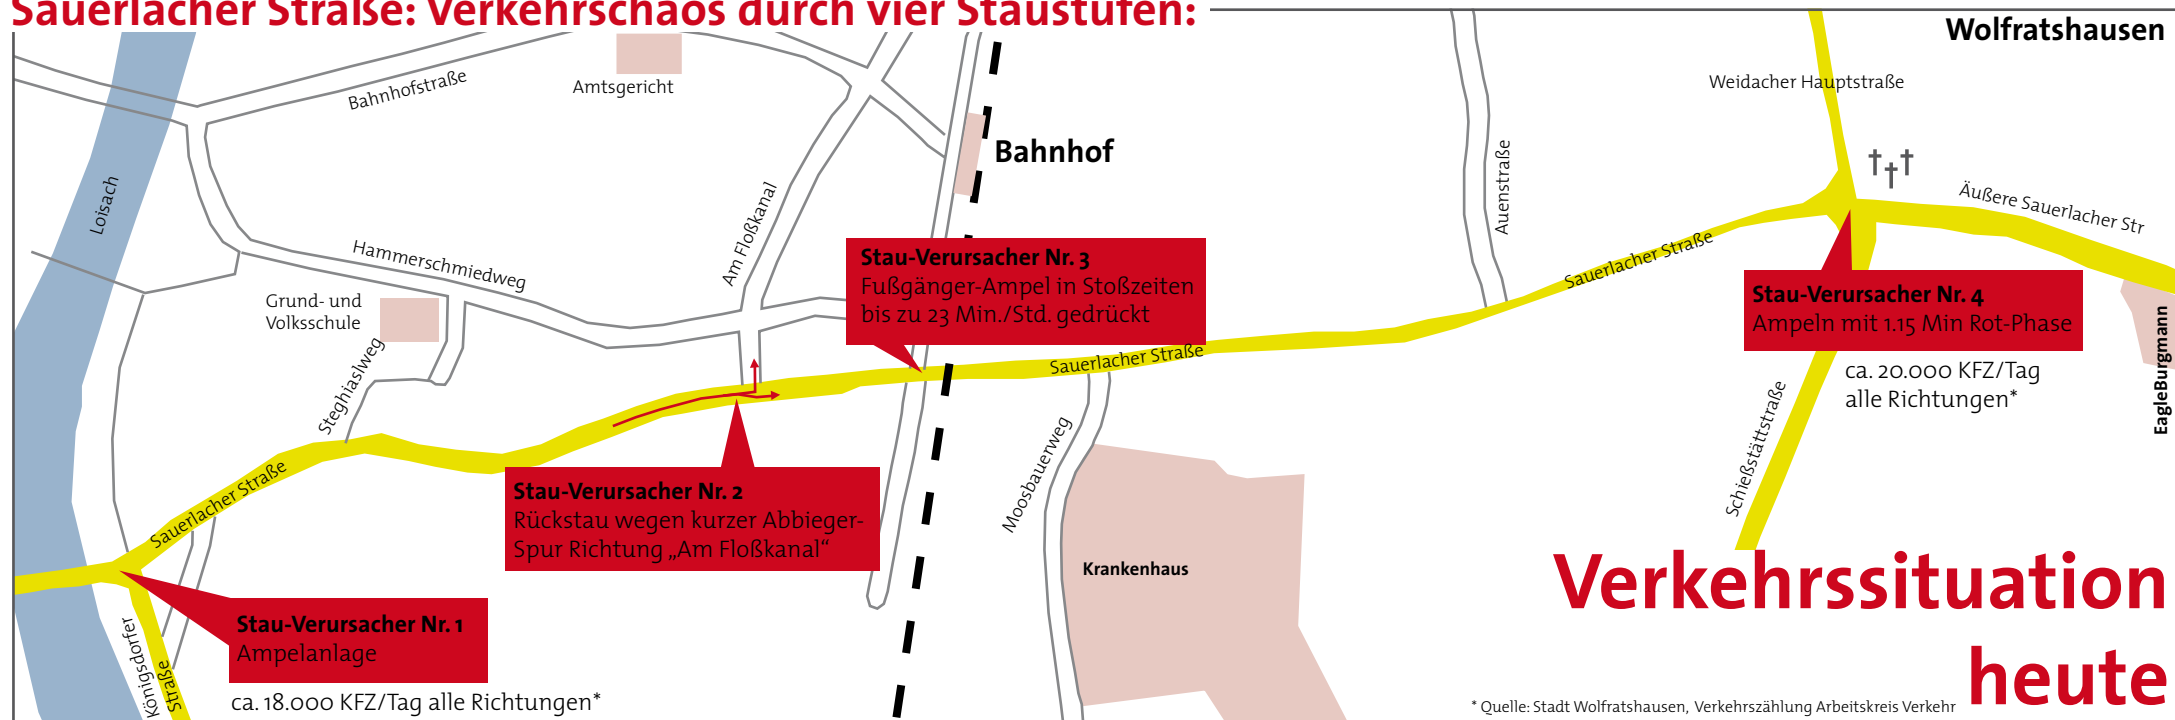 Sauerlacher Straße: Verkehrschaos durch vier Staustufen:
Wolfratshausen
Bahnhofstraße
Amtsgericht
Weidacher Hauptstraße
Bahnhof
Loisach
Am Floßkanal
Auenstraße
Äußere Sauerlacher Str
Hammerschmiedweg
Grund- und
Volksschule
Steghiaslweg
Stau-Verursacher Nr. 3
Fußgänger-Ampel in Stoßzeiten
bis zu 23 Min./Std. gedrückt
Sauerlacher Straße
Sauerlacher Straße
Stau-Verursacher Nr. 4
Ampeln mit 1.15 Min Rot-Phase
ca. 20.000 KFZ/Tag
alle Richtungen*
EagleBurgmann
Schießstättstraße
Moosbauerweg
Sauerlacher Straße
Stau-Verursacher Nr. 2
Rückstau wegen kurzer Abbieger-
Spur Richtung „Am Floßkanal“
Krankenhaus
Stau-Verursacher Nr. 1
Ampelanlage
ca. 18.000 KFZ/Tag alle Richtungen*
Königsdorfer
Straße
Verkehrssituation
heute
* Quelle: Stadt Wolfratshausen, Verkehrszählung Arbeitskreis Verkehr